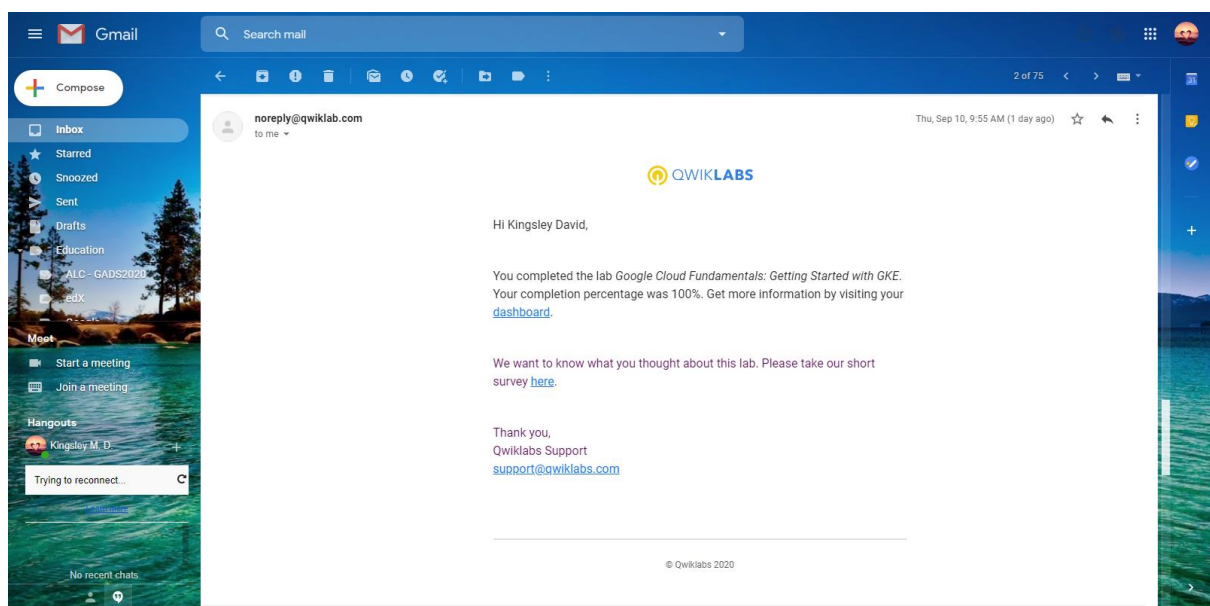 Gmail
Search mail
Compose
2 of 75
31
Inbox
Starred
Snoozed
Sent
Drafts
Education
ALC - GADS2020
edX
Meet
Start a meeting
Join a meeting
Hangouts
Kingsley M. D
Trying to reconnect...
No recent chats
noreply@qwiklab.com
to me
Thu, Sep 10, 9:55 AM (1 day ago)
QWIKLABS
Hi Kingsley David,
You completed the lab Google Cloud Fundamentals: Getting Started with GKE.
Your completion percentage was 100%. Get more information by visiting your
dashboard.
We want to know what you thought about this lab. Please take our short
survey here.
Thank you,
Qwiklabs Support
support@qwiklabs.com
© Qwiklabs 2020